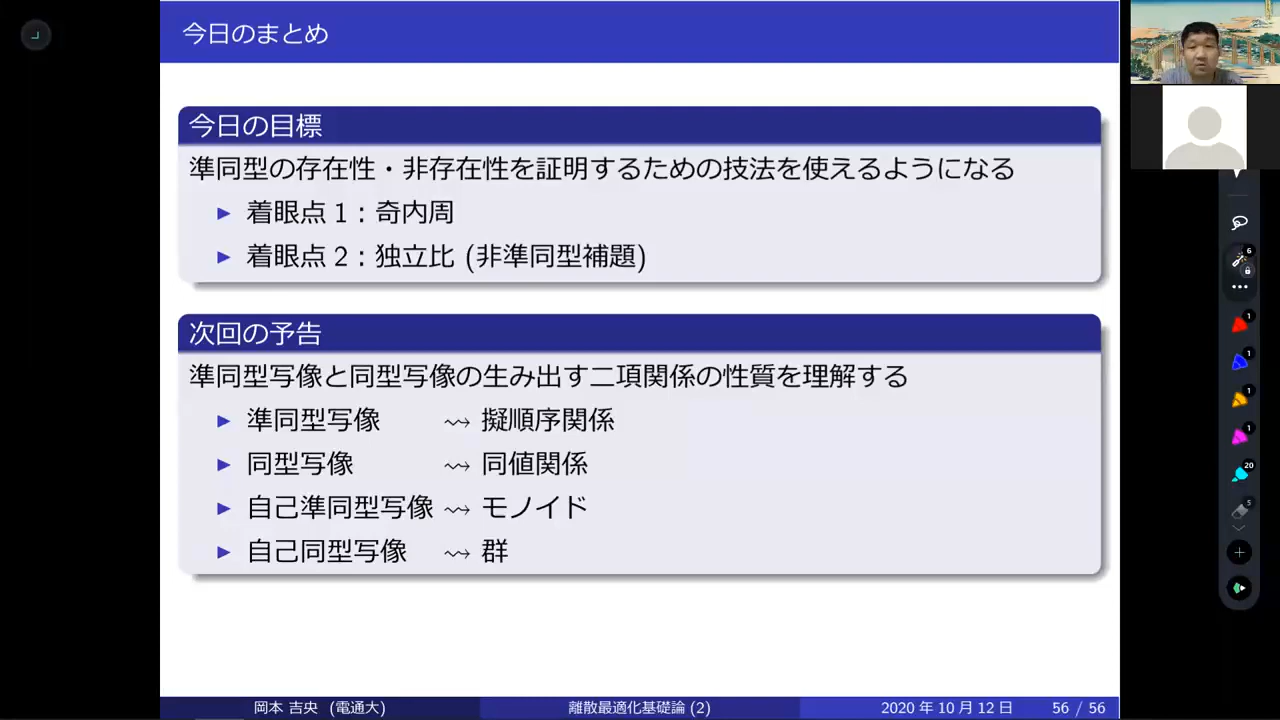 今日のまとめ
今日の目標
準同型の存在性・非存在性を証明するための技法を使えるようになる
▶ 着眼点 1：奇内周
▶ 着眼点 2：独立比 (非準同型補題)
次回の予告
準同型写像と同型写像の生み出す二項関係の性質を理解する
▶ 準同型写像 ⇝ 擬順序関係
▶ 同型写像 ⇝ 同値関係
▶ 自己準同型写像 ⇝ モノイド
▶ 自己同型写像 ⇝ 群
岡本 吉央 (電通大) 離散最適化基礎論 (2) 2020 年 10 月 12 日 56 / 56
6
1
1
1
1
20
5